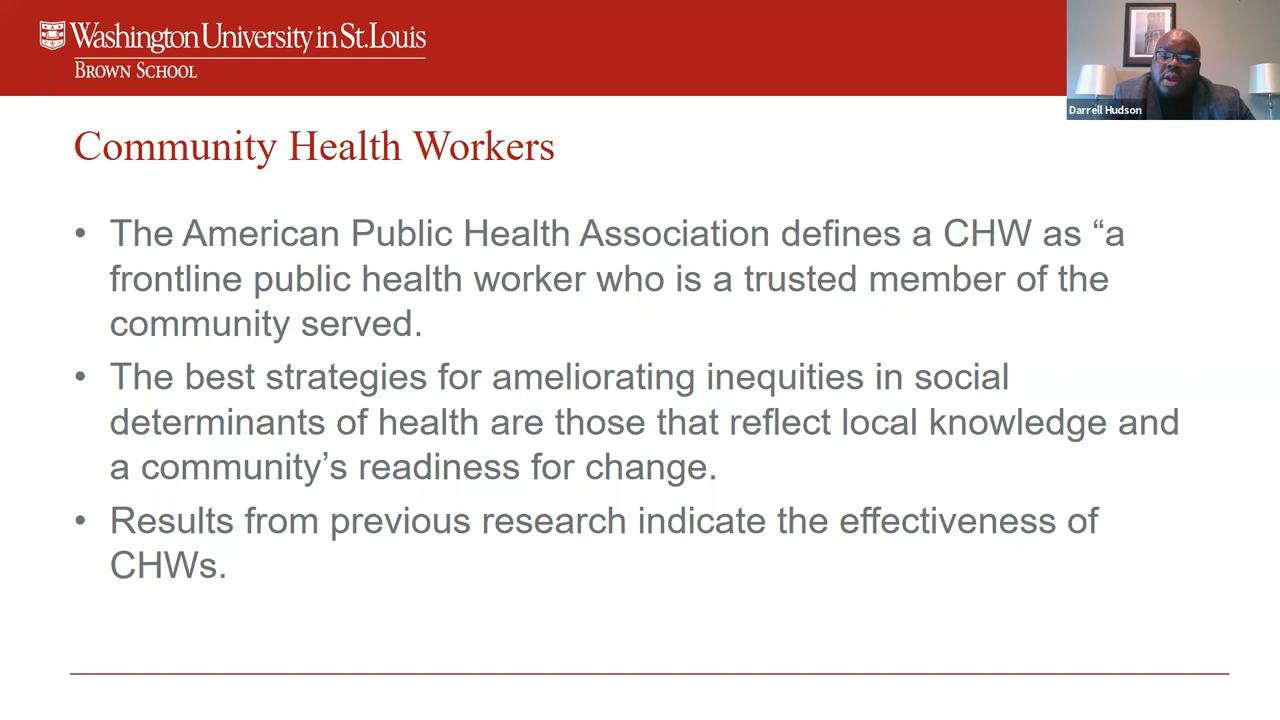 Washington University in St. Louis
BROWN SCHOOL
Darrell Hudson
Community Health Workers
• The American Public Health Association defines a CHW as “a
frontline public health worker who is a trusted member of the
community served.
• The best strategies for ameliorating inequities in social
determinants of health are those that reflect local knowledge and
a community’s readiness for change.
• Results from previous research indicate the effectiveness of
CHWs.